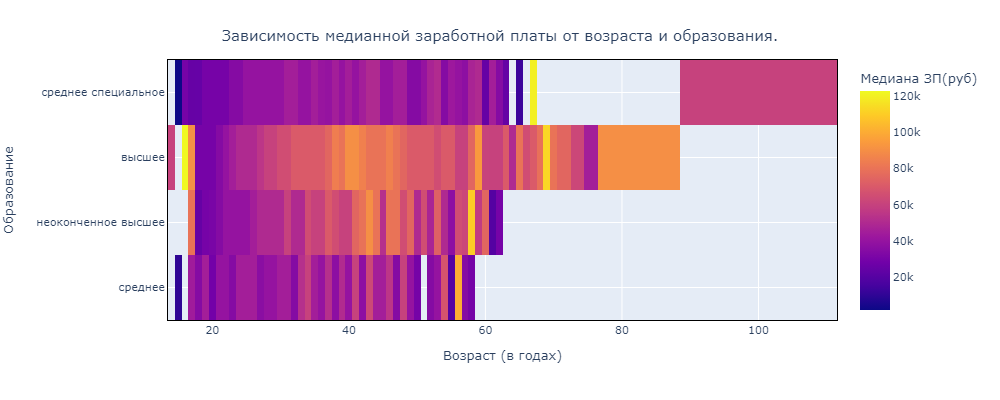 Зависимость медианной заработной платы от возраста и образования.
Медиана ЗП(руб)
120k
100k
80k
60k
40k
20k
Образование
среднее специальное
высшее
неоконченное высшее
среднее
20
40
60
80
100
Возраст (в годах)